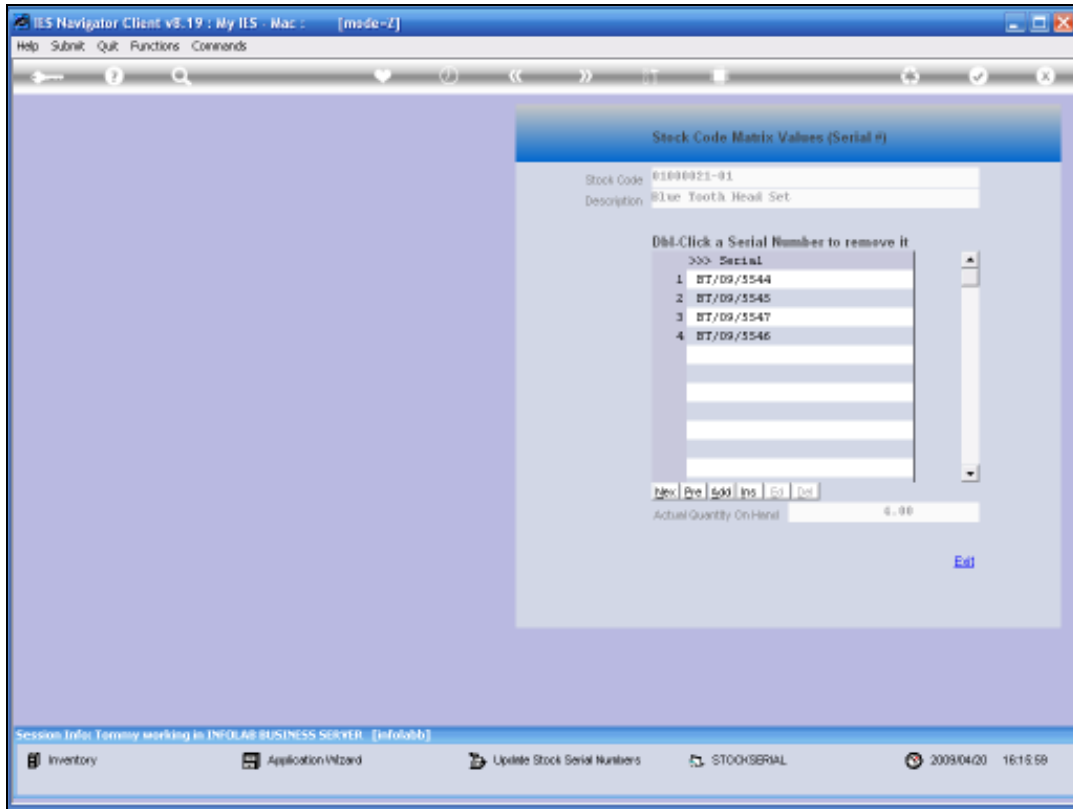 IES Navigator Client v8.19 : My IES - Mac : [mode=Z]
Help Submit Quit Functions Commands
Stock Code Matrix Values (Serial #)
Stock Code 01000021-01
Description Blue Tooth Head Set
Dbl-Click a Serial Number to remove it
>>> Serial
1 BT/09/5544
2 BT/09/5545
3 BT/09/5547
4 BT/09/5546
Nex Pre Add Ins Ed Del
Actual Quantity On Hand 4.00
Exit
Session Info: Tommy working in INFOLAB BUSINESS SERVER [infolabb]
Inventory Application Wizard Update Stock Serial Numbers STOCKSERIAL 2009/04/20 16:15:59